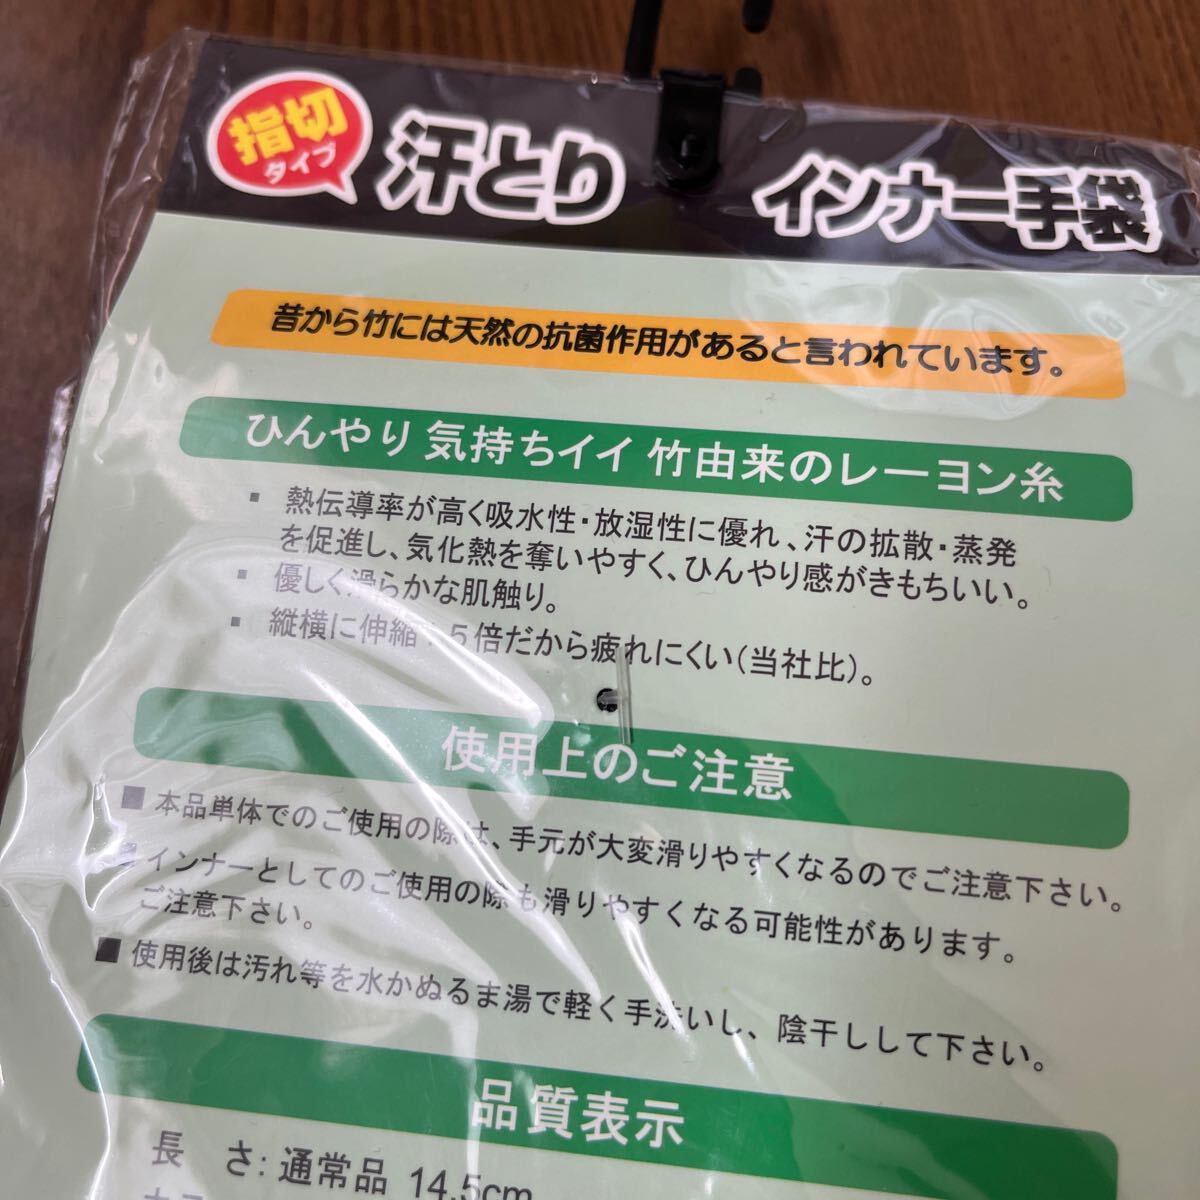 指切
タイプ
汗とり インナー手袋
昔から竹には天然の抗菌作用があると言われています。
ひんやり 気持ちイイ 竹由来のレーヨン糸
▪ 熱伝導率が高く吸水性・放湿性に優れ、汗の拡散・蒸発
を促進し、気化熱を奪いやすく、ひんやり感がきもちいい。
▪ 優しく滑らかな肌触り。
▪ 縦横に伸縮 5倍だから疲れにくい(当社比)。
使用上のご注意
■ 本品単体でのご使用の際は、手元が大変滑りやすくなるのでご注意下さい。
■ インナーとしてのご使用の際も滑りやすくなる可能性があります。
ご注意下さい。
■ 使用後は汚れ等を水かぬるま湯で軽く手洗いし、陰干しして下さい。
品質表示
長 さ: 通常品 14.5cm